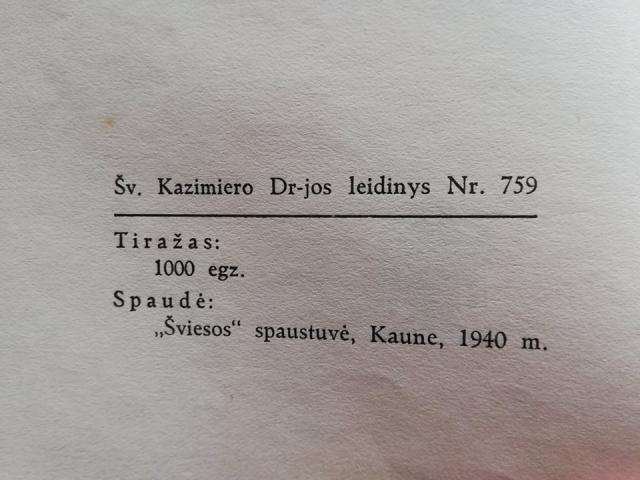 Šv. Kazimiero Dr-jos leidinys Nr. 759
Tiražas:
1000 egz.
Spaudė:
„Šviesos“ spaustuvė, Kaune, 1940 m.